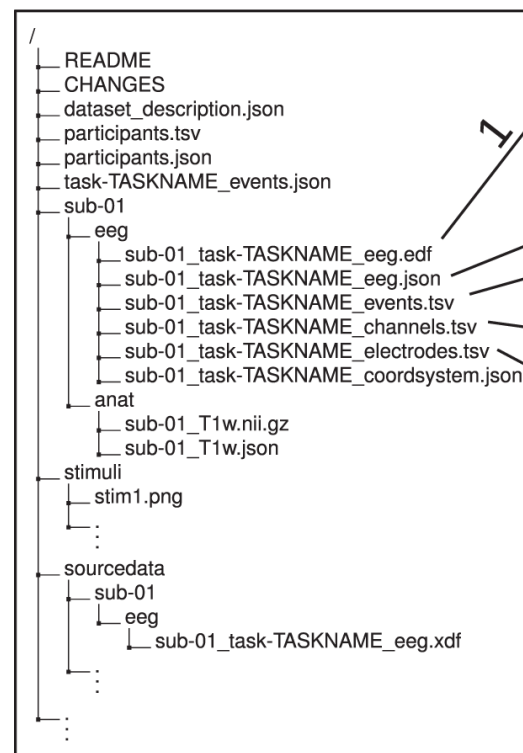 /
README
CHANGES
dataset_description.json
participants.tsv
participants.json
task-TASKNAME_events.json
sub-01
eeg
1
sub-01_task-TASKNAME_eeg.edf
sub-01_task-TASKNAME_eeg.json
sub-01_task-TASKNAME_events.tsv
sub-01_task-TASKNAME_channels.tsv
sub-01_task-TASKNAME_electrodes.tsv
sub-01_task-TASKNAME_coordsystem.json
anat
sub-01_T1w.nii.gz
sub-01_T1w.json
stimuli
stim1.png
sourcedata
sub-01
eeg
sub-01_task-TASKNAME_eeg.xdf